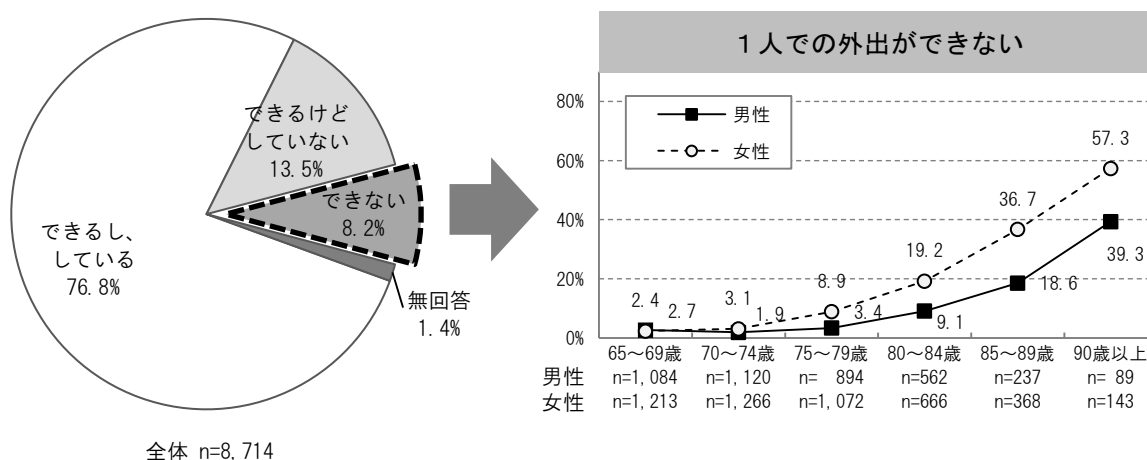 できるし、
している
76.8%
できるけど
していない
13.5%
できない
8.2%
無回答
1.4%
全体 n=8,714
1人での外出ができない
80%
60%
40%
20%
0%
男性
女性
2.4
2.7
3.1
1.9
8.9
3.4
19.2
9.1
36.7
18.6
57.3
39.3
65～69歳 70～74歳 75～79歳 80～84歳 85～89歳 90歳以上
男性 n=1,084 n=1,120 n= 894 n=562 n=237 n= 89
女性 n=1,213 n=1,266 n=1,072 n=666 n=368 n=143